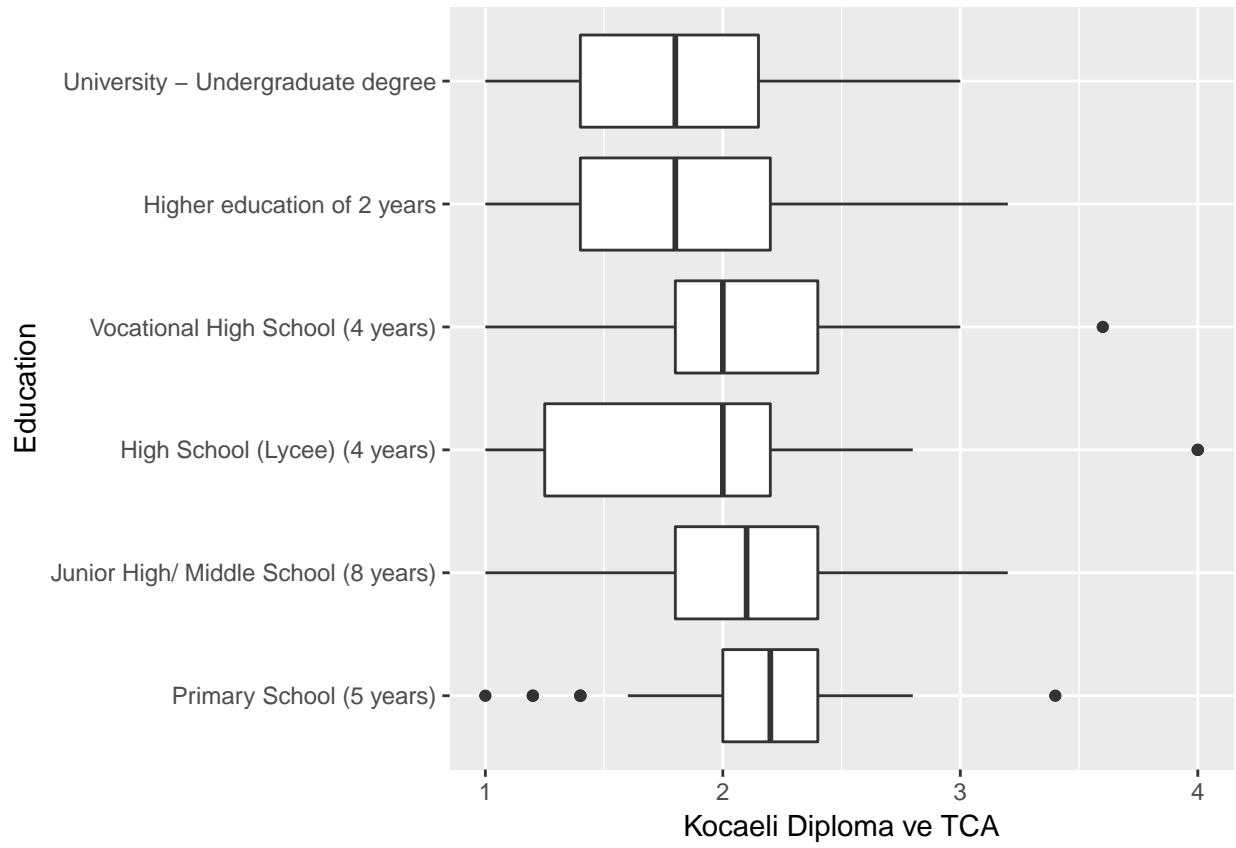 Education
University − Undergraduate degree
Higher education of 2 years
Vocational High School (4 years)
High School (Lycee) (4 years)
Junior High/ Middle School (8 years)
Primary School (5 years)
1 2 3 4
Kocaeli Diploma ve TCA